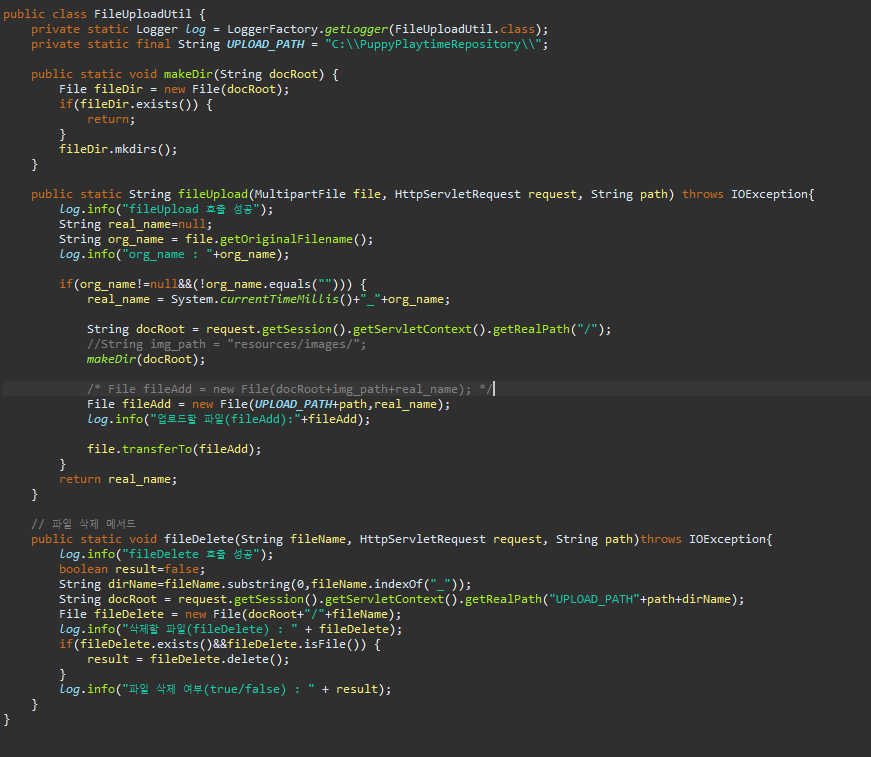 public class FileUploadUtil {
    private static Logger log = LoggerFactory.getLogger(FileUploadUtil.class);
    private static final String UPLOAD_PATH = "C:\\PuppyPlaytimeRepository\\";

    public static void makeDir(String docRoot) {
        File fileDir = new File(docRoot);
        if(fileDir.exists()) {
            return;
        }
        fileDir.mkdirs();
    }

    public static String fileUpload(MultipartFile file, HttpServletRequest request, String path) throws IOException{
        log.info("fileUpload 호출 성공");
        String real_name=null;
        String org_name = file.getOriginalFilename();
        log.info("org_name : "+org_name);

        if(org_name!=null&&(!org_name.equals(""))) {
            real_name = System.currentTimeMillis()+"_"+org_name;

            String docRoot = request.getSession().getServletContext().getRealPath("/");
            //String img_path = "resources/images/";
            makeDir(docRoot);

            /* File fileAdd = new File(docRoot+img_path+real_name); */
            File fileAdd = new File(UPLOAD_PATH+path,real_name);
            log.info("업로드할 파일(fileAdd):"+fileAdd);

            file.transferTo(fileAdd);
        }
        return real_name;
    }

    // 파일 삭제 메서드
    public static void fileDelete(String fileName, HttpServletRequest request, String path)throws IOException{
        log.info("fileDelete 호출 성공");
        boolean result=false;
        String dirName=fileName.substring(0,fileName.indexOf("_"));
        String docRoot = request.getSession().getServletContext().getRealPath("UPLOAD_PATH"+path+dirName);
        File fileDelete = new File(docRoot+"/"+fileName);
        log.info("삭제할 파일(fileDelete) : " + fileDelete);
        if(fileDelete.exists()&&fileDelete.isFile()) {
            result = fileDelete.delete();
        }
        log.info("파일 삭제 여부(true/false) : " + result);
    }
}